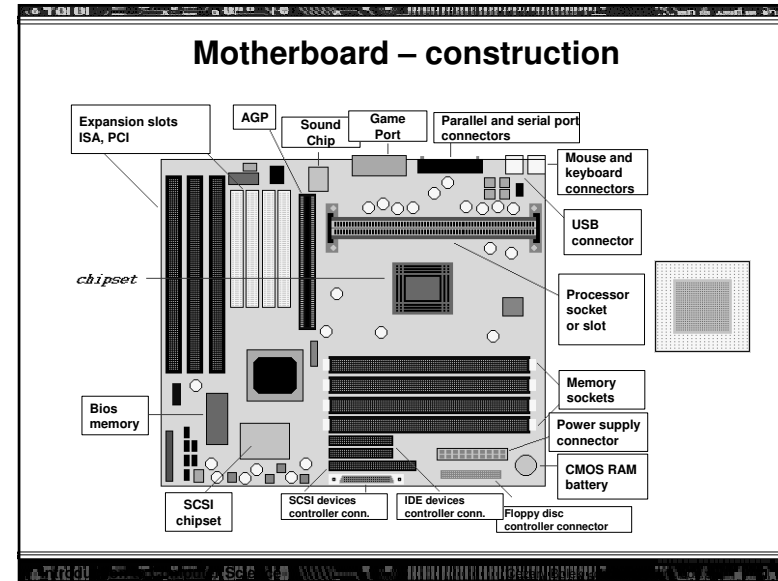 Motherboard – construction
Expansion slots
ISA, PCI
AGP
Sound
Chip
Game
Port
Parallel and serial port
connectors
Mouse and
keyboard
connectors
USB
connector
chipset
Processor
socket
or slot
Memory
sockets
Bios
memory
Power supply
connector
CMOS RAM
battery
SCSI
chipset
SCSI devices
controller conn.
IDE devices
controller conn.
Floppy disc
controller connector